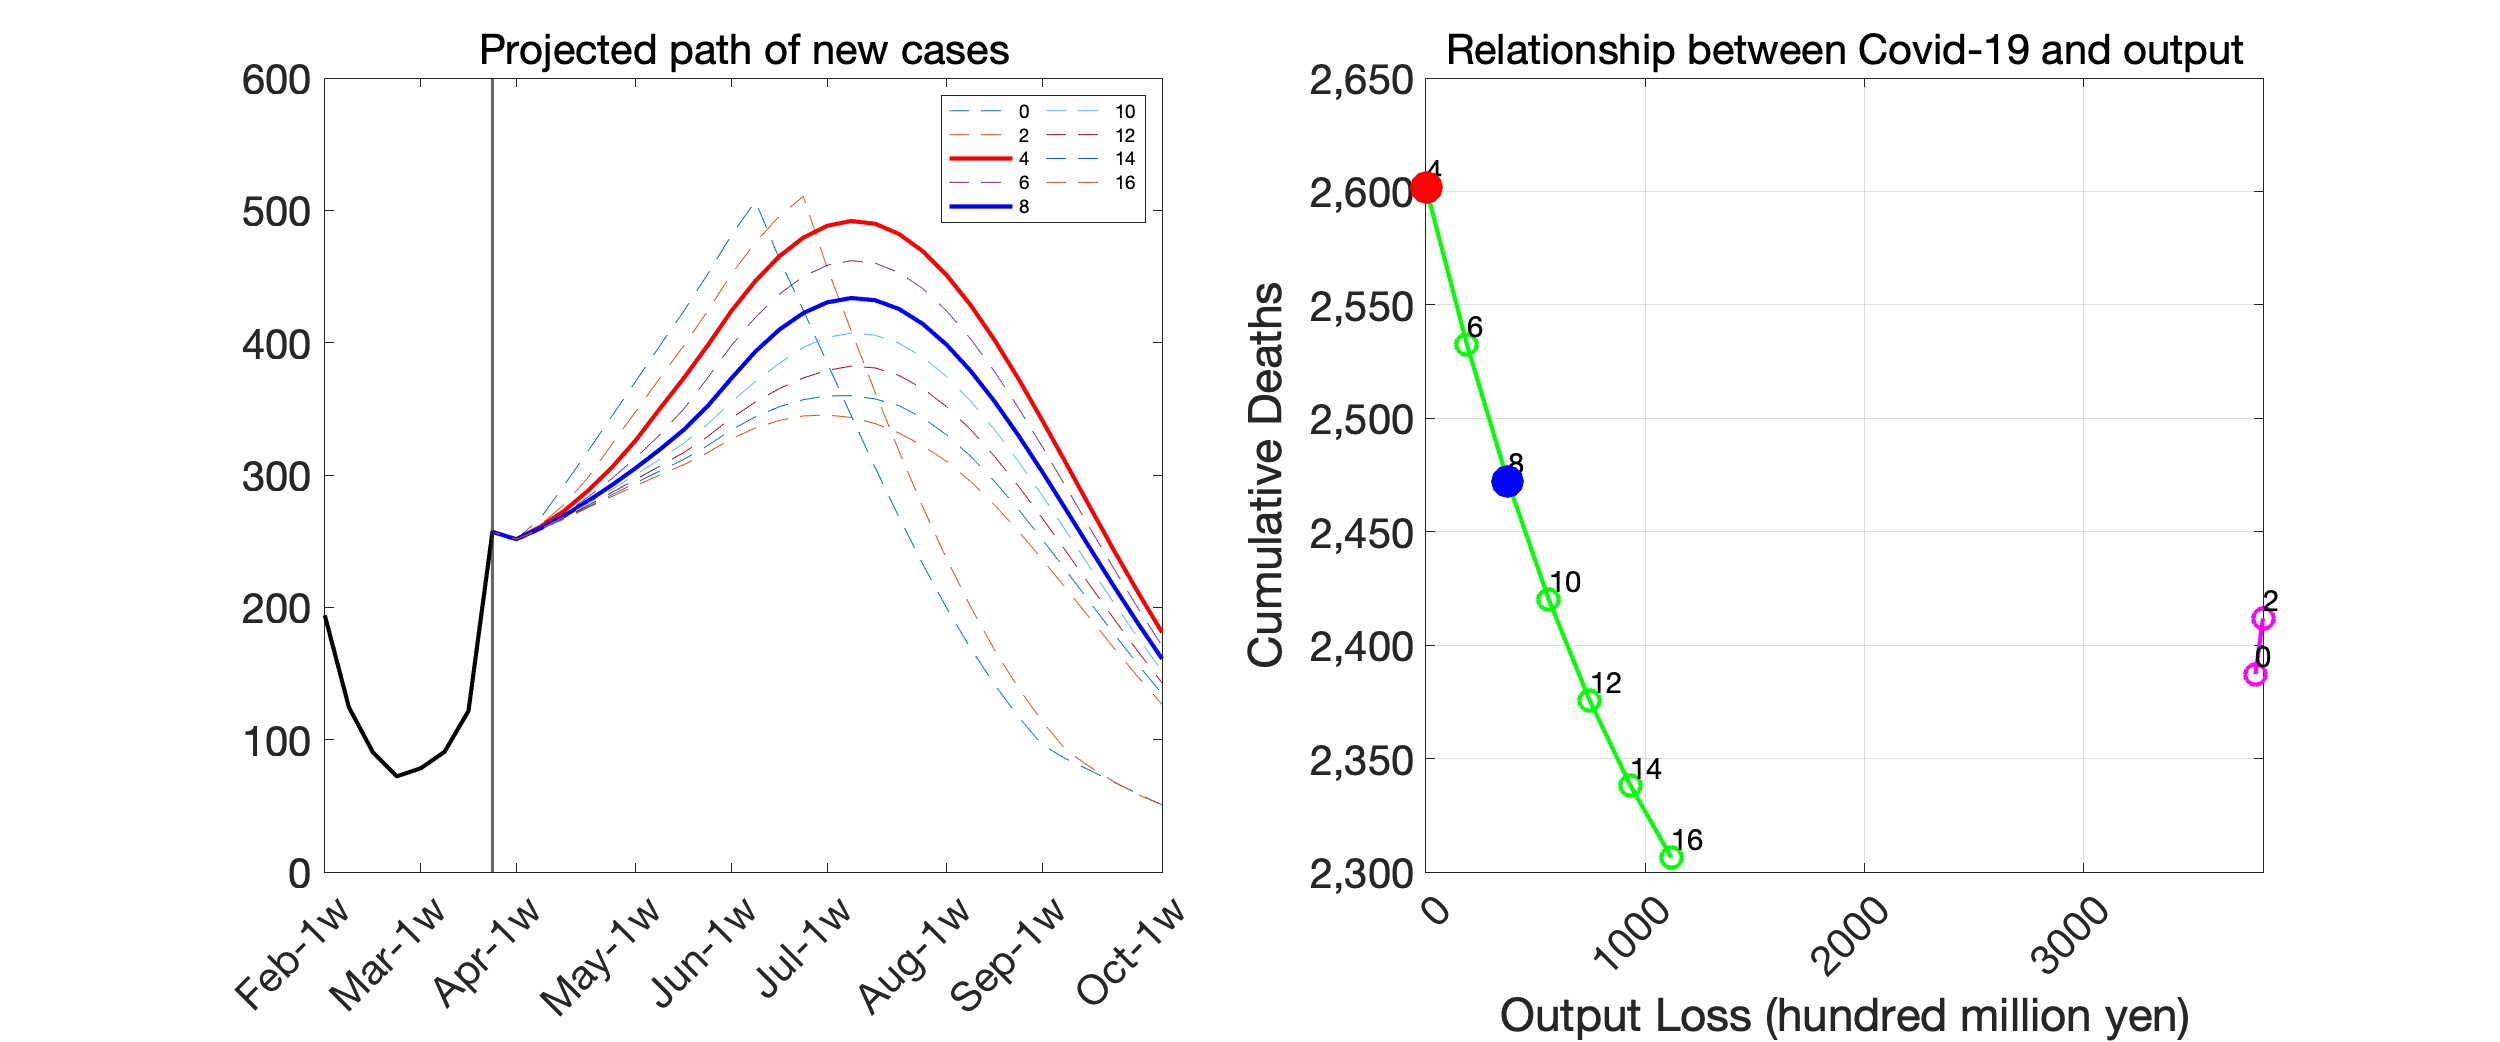 Projected path of new cases
600
500
400
300
200
100
0
0 10
2 12
4 14
6 16
8
Feb-1w
Mar-1w
Apr-1w
May-1w
Jun-1w
Jul-1w
Aug-1w
Sep-1w
Oct-1w
Relationship between Covid-19 and output
Cumulative Deaths
2,650
2,600
2,550
2,500
2,450
2,400
2,350
2,300
4
6
8
10
12
14
16
2
0
0
1000
2000
3000
Output Loss (hundred million yen)